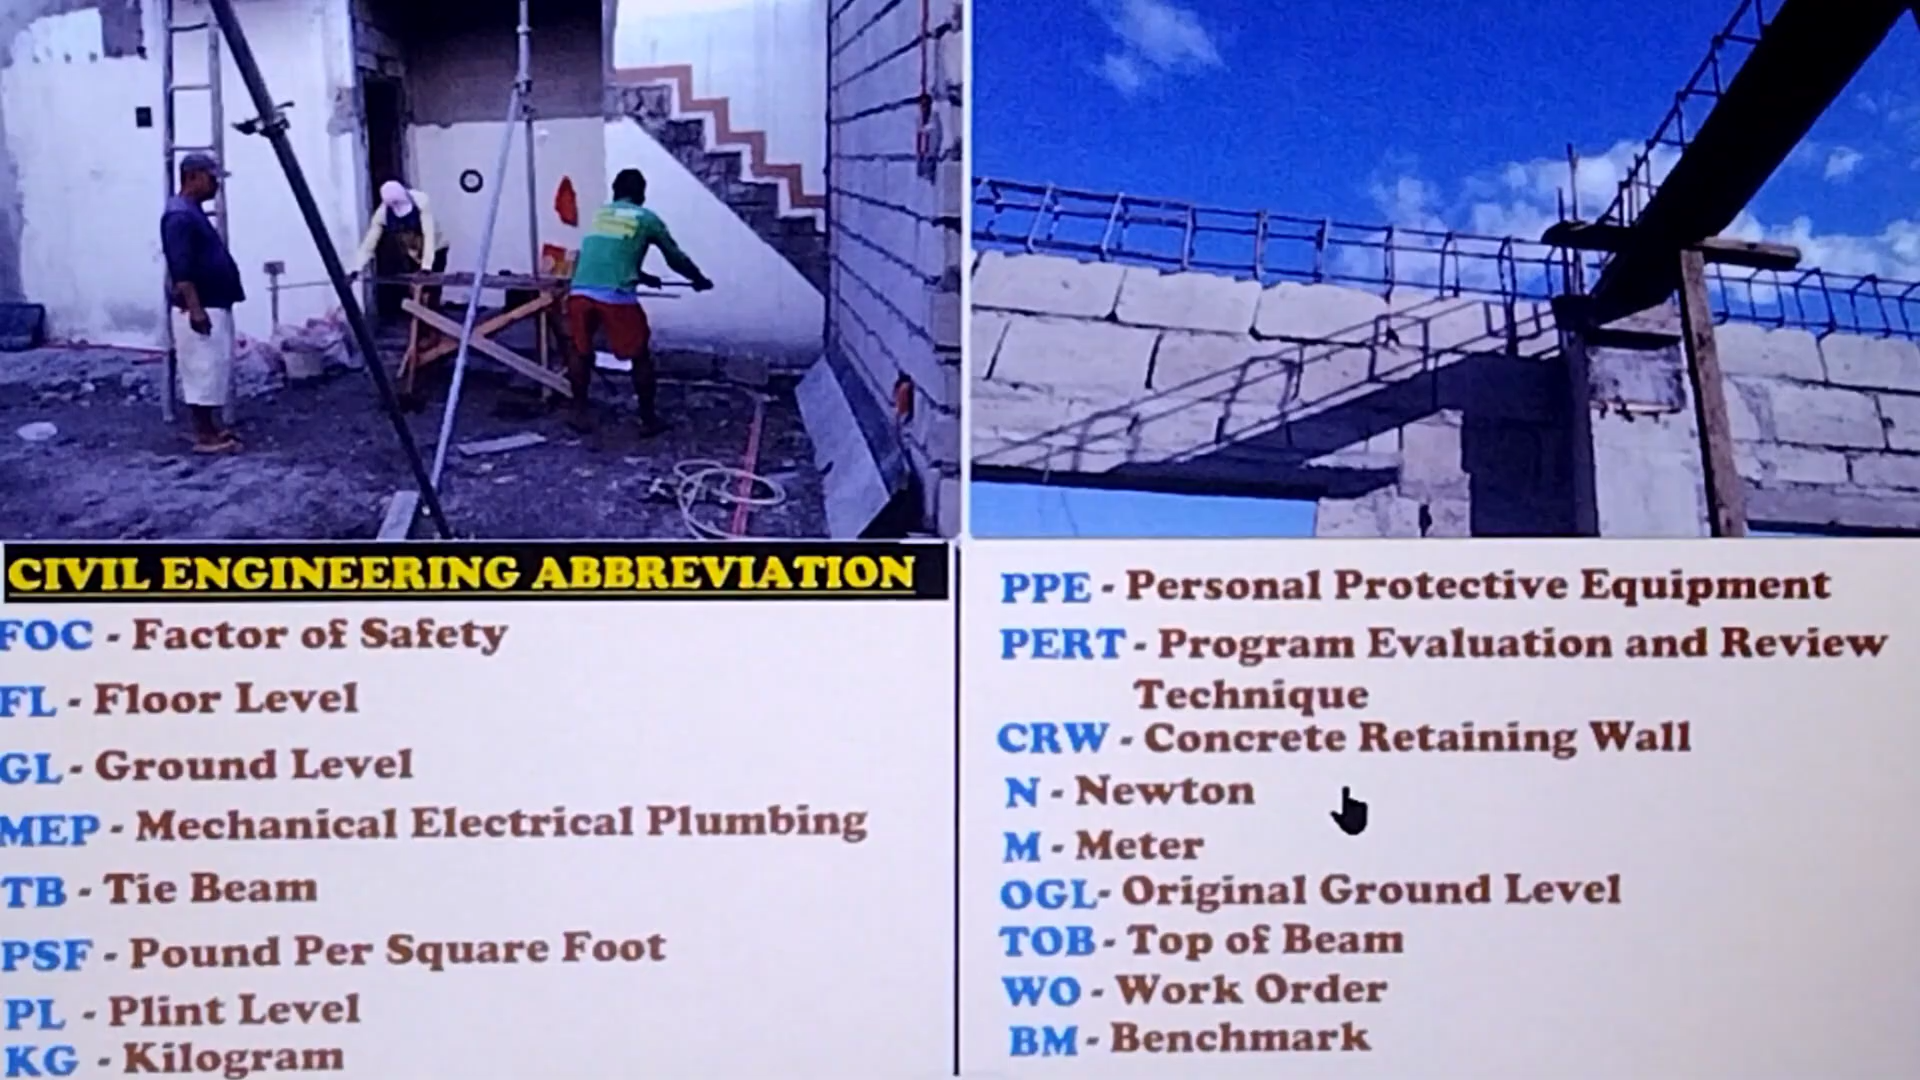 CIVIL ENGINEERING ABBREVIATION
FOC - Factor of Safety
FL - Floor Level
GL - Ground Level
MEP - Mechanical Electrical Plumbing
TB - Tie Beam
PSF - Pound Per Square Foot
PL - Plint Level
KG - Kilogram
PPE - Personal Protective Equipment
PERT - Program Evaluation and Review
Technique
CRW - Concrete Retaining Wall
N - Newton
M - Meter
OGL- Original Ground Level
TOB - Top of Beam
WO - Work Order
BM - Benchmark